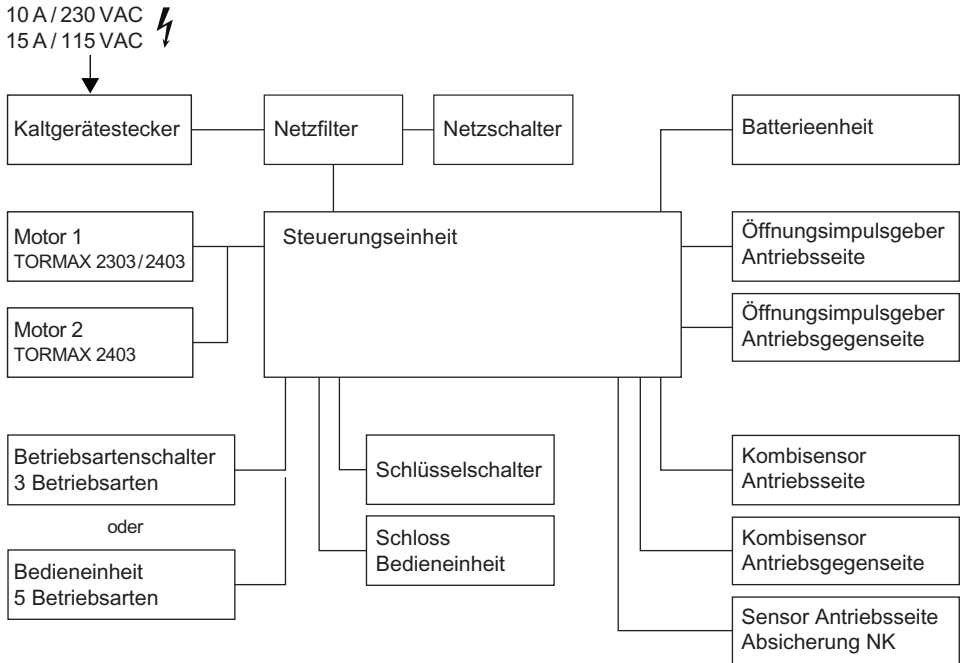 10 A / 230 VAC
15 A / 115 VAC
Kaltgerätestecker
Netzfilter
Netzschalter
Batterieeinheit
Motor 1
TORMAX 2303/2403
Steuerungseinheit
Öffnungsimpulsgeber
Antriebsseite
Motor 2
TORMAX 2403
Öffnungsimpulsgeber
Antriebsgegenseite
Betriebsartenschalter
3 Betriebsarten
Schlüsselschalter
Kombisensor
Antriebsseite
oder
Schloss
Bedieneinheit
Kombisensor
Antriebsgegenseite
Bedieneinheit
5 Betriebsarten
Sensor Antriebsseite
Absicherung NK